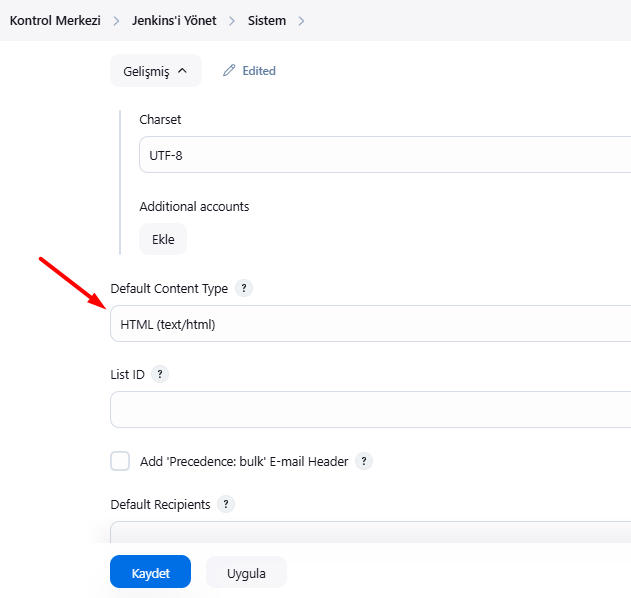 Kontrol Merkezi > Jenkins'i Yönet > Sistem >
Gelişmiş Edited
Charset
UTF-8
Additional accounts
Ekle
Default Content Type ?
HTML (text/html)
List ID ?
Add 'Precedence: bulk' E-mail Header ?
Default Recipients ?
Kaydet Uygula